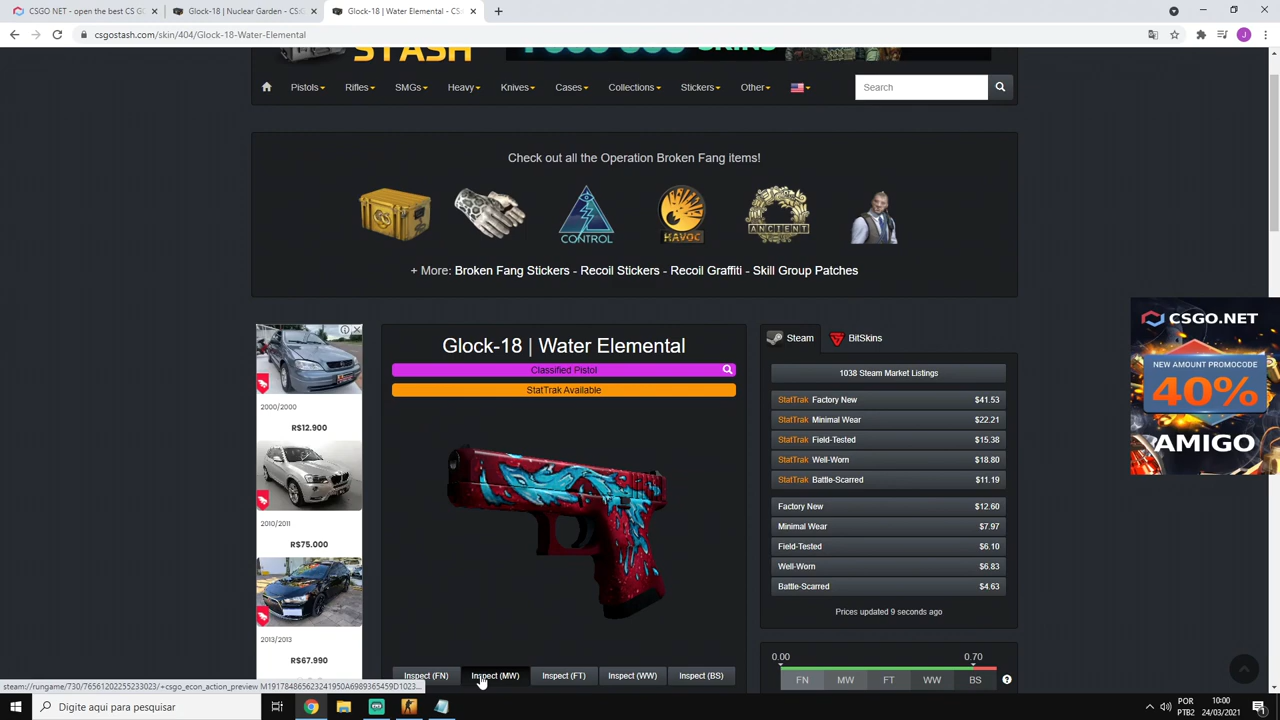 CSGO NET - open the best CS G
Glock-18 | Nuclear Garden - CS:G
Glock-18 | Water Elemental - CS:
csgostash.com/skin/404/Glock-18-Water-Elemental
J
STASH
SKINS
Pistols
Rifles
SMGs
Heavy
Knives
Cases
Collections
Stickers
Other
Search
Check out all the Operation Broken Fang items!
CONTROL
HAVOC
ANCIENT
+ More: Broken Fang Stickers - Recoil Stickers - Recoil Graffiti - Skill Group Patches
2000/2000
R$12.900
2010/2011
R$75.000
2013/2013
R$67.990
Glock-18 | Water Elemental
Classified Pistol
StatTrak Available
Inspect (FN)
Inspect (MW)
Inspect (FT)
Inspect (WW)
Inspect (BS)
Steam
BitSkins
1038 Steam Market Listings
StatTrak Factory New $41.53
StatTrak Minimal Wear $22.21
StatTrak Field-Tested $15.38
StatTrak Well-Worn $18.80
StatTrak Battle-Scarred $11.19
Factory New $12.60
Minimal Wear $7.97
Field-Tested $6.10
Well-Worn $6.83
Battle-Scarred $4.63
Prices updated 9 seconds ago
0.00 0.70
FN MW FT WW BS
CSGO.NET
NEW AMOUNT PROMOCODE
40%
AMIGO
steam://rungame/730/76561202255233023/+csgo_econ_action_preview M191784865623241950A6989365459D1023...
Digite aqui para pesquisar
POR
PTB2
10:00
24/03/2021
1